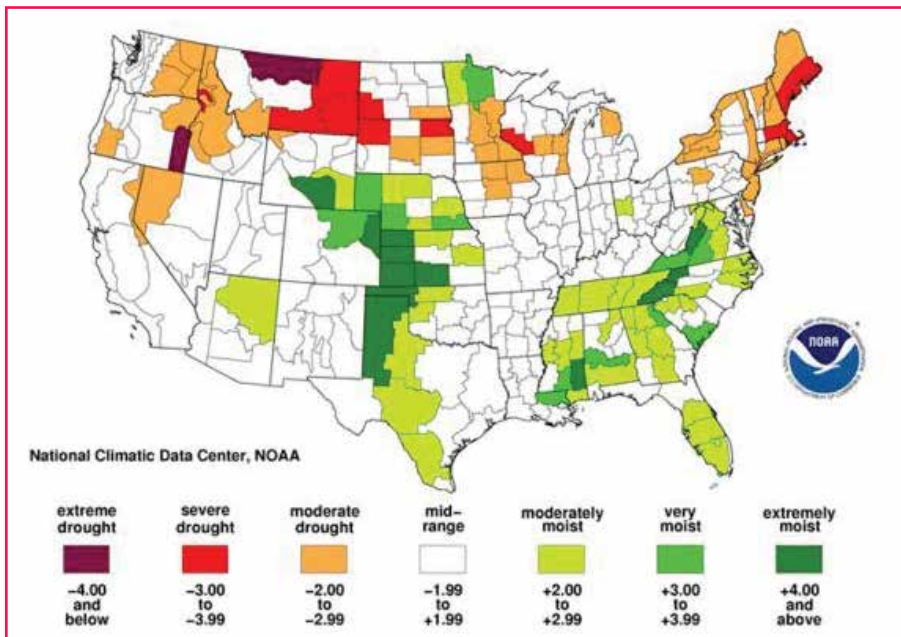 NOAA
National Climatic Data Center, NOAA
extreme drought
severe drought
moderate drought
mid-range
moderately moist
very moist
extremely moist
-4.00 and below
-3.00 to -3.99
-2.00 to -2.99
-1.99 to +1.99
+2.00 to +2.99
+3.00 to +3.99
+4.00 and above